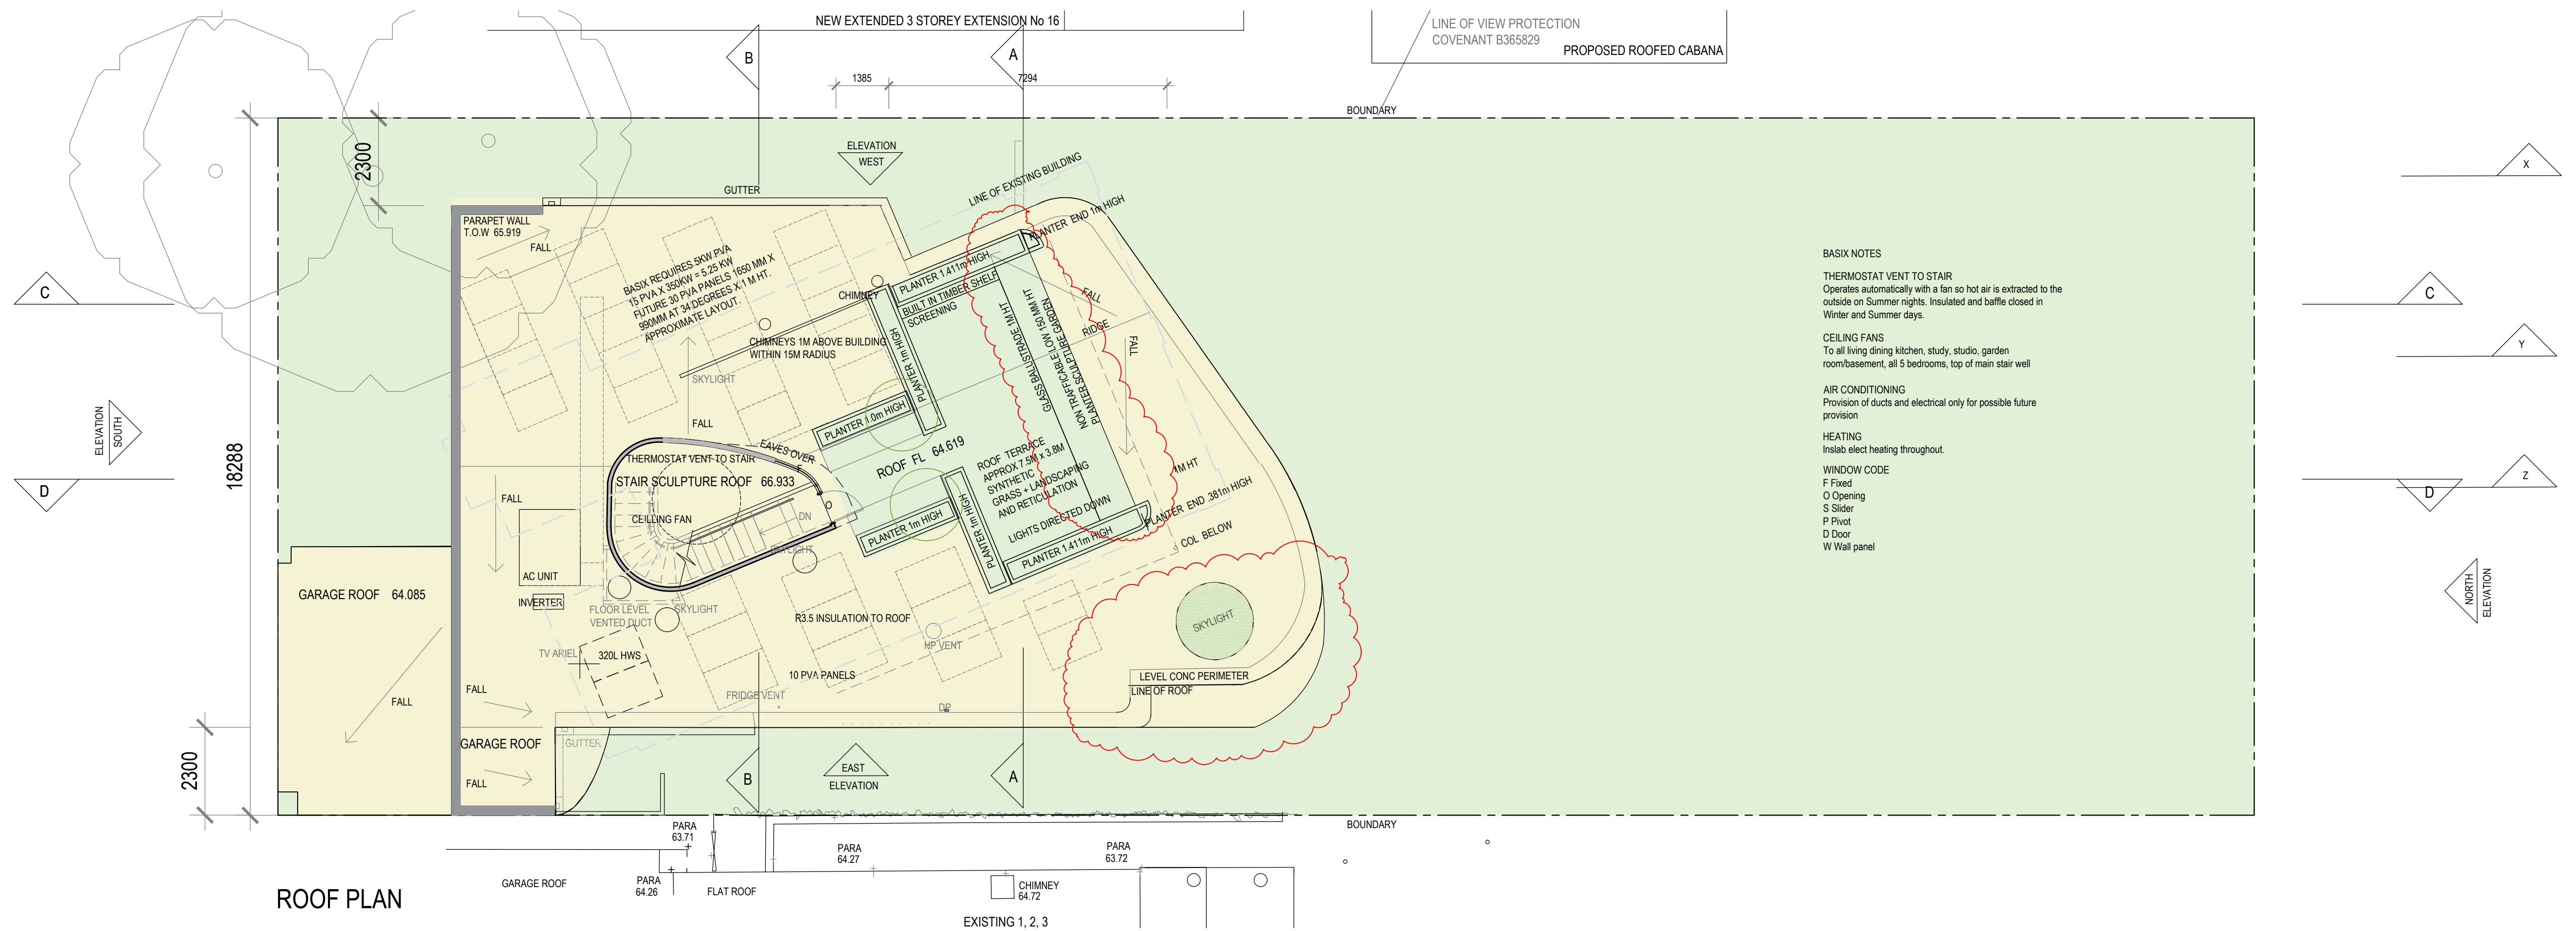 NEW EXTENDED 3 STOREY EXTENSION No 16
LINE OF VIEW PROTECTION
COVENANT B365829
PROPOSED ROOFED CABANA
B
A
1385
7294
BOUNDARY
2300
ELEVATION
WEST
X
LINE OF EXISTING BUILDING
GUTTER
PARAPET WALL
T.O.W 65.919
FALL
PLANTER END 1m HIGH
BASIX REQUIRES 5KW PVA
15 PVA X 350KW = 5.25 KW
FUTURE 30 PVA PANELS 1650 MM X
990MM AT 34 DEGREES X 1 M HT.
APPROXIMATE LAYOUT.
PLANTER 1.411m HIGH
BUILT IN TIMBER SHELF
SCREENING
CHIMNEY
FALL
RIDGE
FALL
C
C
CHIMNEYS 1M ABOVE BUILDING
WITHIN 15M RADIUS
PLANTER 1m HIGH
GLASS BALUSTRADE 1M HT
NON TRAFFICABLE LOW 150 MM HT
PLANTER SCULPTURE GARDEN
Y
SKYLIGHT
FALL
PLANTER 1.0m HIGH
ELEVATION
SOUTH
18288
EAVES OVER
THERMOSTAT VENT TO STAIR
F
STAIR SCULPTURE ROOF 66.933
ROOF FL 64.619
ROOF TERRACE
APPROX 7.5M x 3.8M
SYNTHETIC
GRASS + LANDSCAPING
AND RETICULATION
1M HT
Z
D
D
FALL
O
CEILLING FAN
DN
PLANTER 1m HIGH
PLANTER 1m HIGH
LIGHTS DIRECTED DOWN
PLANTER 1.411m HIGH
PLANTER END .381m HIGH
COL BELOW
SKYLIGHT
AC UNIT
INVERTER
FLOOR LEVEL
VENTED DUCT
SKYLIGHT
R3.5 INSULATION TO ROOF
SKYLIGHT
NORTH
ELEVATION
GARAGE ROOF 64.085
TV ARIEL
320L HWS
HP VENT
10 PVA PANELS
FRIDGE VENT
LEVEL CONC PERIMETER
LINE OF ROOF
FALL
FALL
DP
GARAGE ROOF
GUTTER
2300
FALL
B
EAST
ELEVATION
A
BASIX NOTES
THERMOSTAT VENT TO STAIR
Operates automatically with a fan so hot air is extracted to the
outside on Summer nights. Insulated and baffle closed in
Winter and Summer days.
CEILING FANS
To all living dining kitchen, study, studio, garden
room/basement, all 5 bedrooms, top of main stair well
AIR CONDITIONING
Provision of ducts and electrical only for possible future
provision
HEATING
Inslab elect heating throughout.
WINDOW CODE
F Fixed
O Opening
S Slider
P Pivot
D Door
W Wall panel
BOUNDARY
PARA
63.71
PARA
64.27
PARA
63.72
GARAGE ROOF
PARA
64.26
FLAT ROOF
CHIMNEY
64.72
ROOF PLAN
EXISTING 1, 2, 3